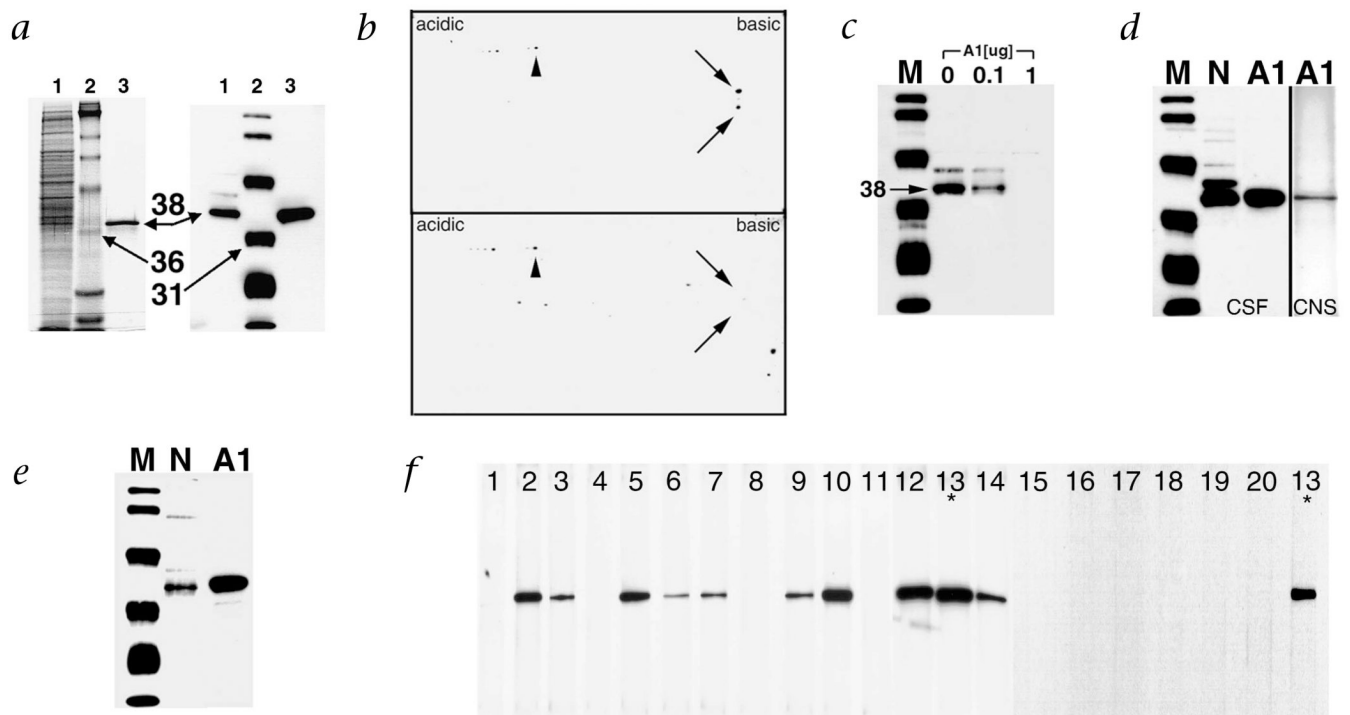 a
1 2 3
1 2 3
38
36
31
b
acidic basic
acidic basic
c
A1[ug]
M 0 0.1 1
38
d
M N A1 A1
CSF CNS
e
M N A1
f
1 2 3 4 5 6 7 8 9 10 11 12 13 14 15 16 17 18 19 20 13
* *